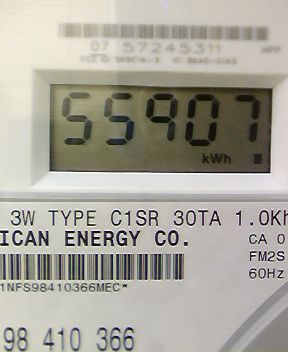 07 57245311
55907
kWh
3W TYPE C1SR 30TA 1.0Kh
ICAN ENERGY CO.
CA 0
FM2S
60Hz
1NFS98410366MEC*
98 410 366